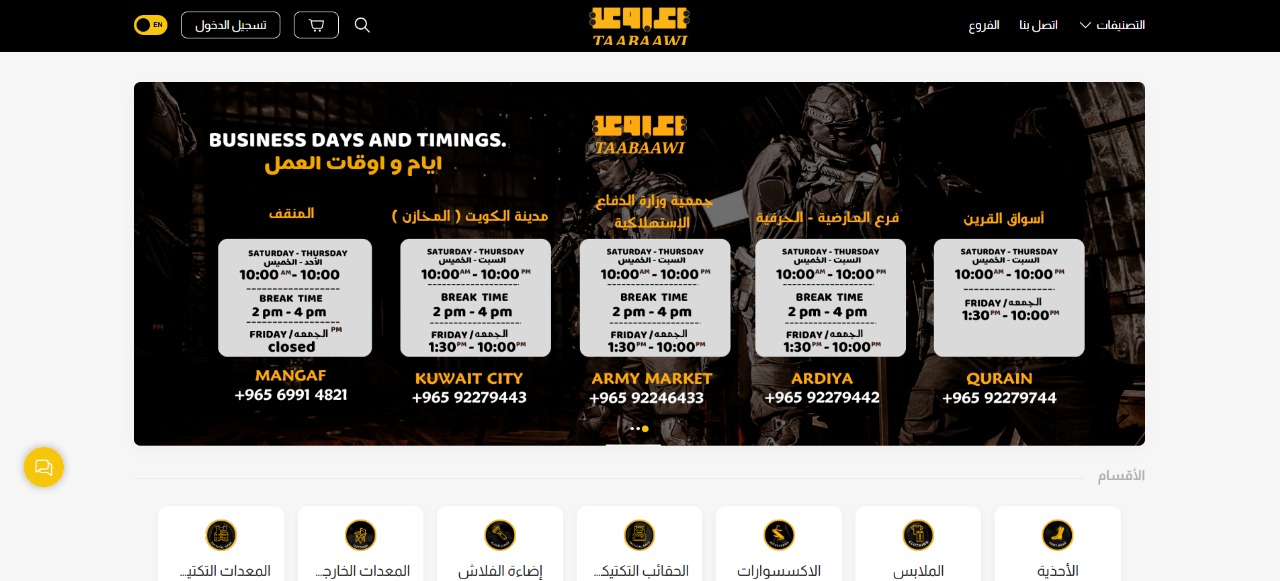 التصنيفات
اتصل بنا
الفروع
TAABAAWI
تسجيل الدخول
EN
TAABAAWI
BUSINESS DAYS AND TIMINGS.
ايام و اوقات العمل
المنقف
SATURDAY - THURSDAY
الأحد - الخميس
10:00 AM - 10:00
BREAK TIME
2 pm - 4 pm
FRIDAY / الجمعه PM
closed
MANGAF
+965 6991 4821
مدينة الكويت ( المخازن )
SATURDAY - THURSDAY
السبت - الخميس
10:00 AM - 10:00 PM
BREAK TIME
2 pm - 4 pm
FRIDAY / الجمعه
1:30 PM - 10:00 PM
KUWAIT CITY
+965 92279443
جمعية وزارة الدفاع
الإستهلاكية
SATURDAY - THURSDAY
السبت - الخميس
10:00 AM - 10:00 PM
BREAK TIME
2 pm - 4 pm
FRIDAY / الجمعه
1:30 PM - 10:00 PM
ARMY MARKET
+965 92246433
فرع العارضية - الحرفية
SATURDAY - THURSDAY
السبت - الخميس
10:00 AM - 10:00 PM
BREAK TIME
2 pm - 4 pm
FRIDAY / الجمعه
1:30 PM - 10:00 PM
ARDIYA
+965 92279442
أسواق القرين
SATURDAY - THURSDAY
السبت - الخميس
10:00 AM - 10:00 PM
FRIDAY / الجمعه
1:30 PM - 10:00 PM
QURAIN
+965 92279744
PM
الأقسام
الأحذية
الملابس
الاكسسوارات
الحقائب التكتيك...
إضاءة الفلاش
المعدات الخارج...
المعدات التكتي...